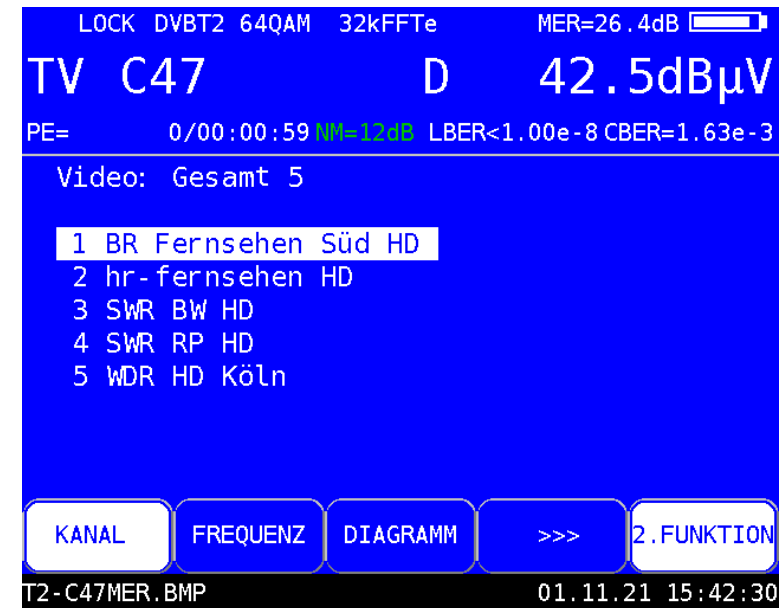 LOCK DVBT2 64QAM 32kFFTe MER=26.4dB
TV C47 D 42.5dBµV
PE= 0/00:00:59 NM=12dB LBER<1.00e-8 CBER=1.63e-3
Video: Gesamt 5
1 BR Fernsehen Süd HD
2 hr-fernsehen HD
3 SWR BW HD
4 SWR RP HD
5 WDR HD Köln
KANAL FREQUENZ DIAGRAMM >>> 2.FUNKTION
T2-C47MER.BMP 01.11.21 15:42:30